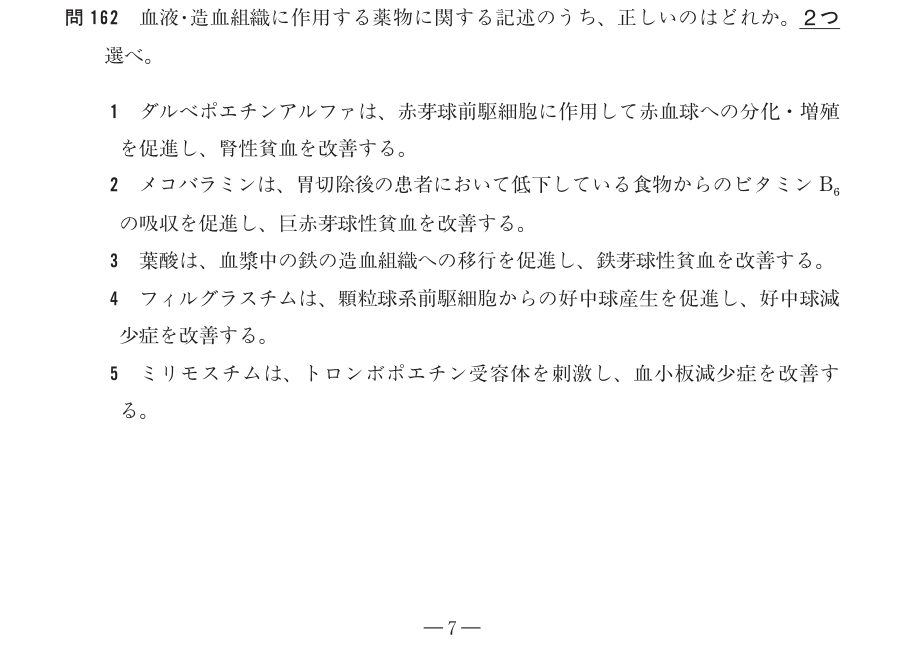 問162 血液・造血組織に作用する薬物に関する記述のうち、正しいのはどれか。２つ
選べ。
1 ダルベポエチンアルファは、赤芽球前駆細胞に作用して赤血球への分化・増殖
を促進し、腎性貧血を改善する。
2 メコバラミンは、胃切除後の患者において低下している食物からのビタミン B₆
の吸収を促進し、巨赤芽球性貧血を改善する。
3 葉酸は、血漿中の鉄の造血組織への移行を促進し、鉄芽球性貧血を改善する。
4 フィルグラスチムは、顆粒球系前駆細胞からの好中球産生を促進し、好中球減
少症を改善する。
5 ミリモスチムは、トロンボポエチン受容体を刺激し、血小板減少症を改善す
る。
— 7 —